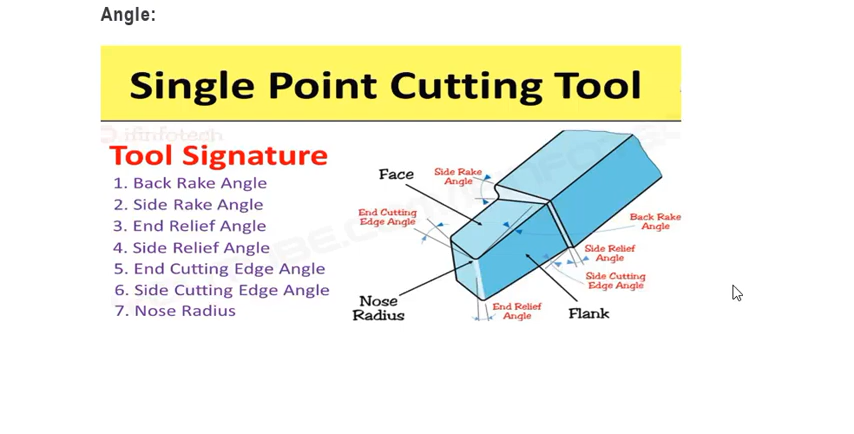 Angle:
Single Point Cutting Tool
ifinfotech
Tool Signature
1. Back Rake Angle
2. Side Rake Angle
3. End Relief Angle
4. Side Relief Angle
5. End Cutting Edge Angle
6. Side Cutting Edge Angle
7. Nose Radius
Face
Side Rake
Angle
End Cutting
Edge Angle
Back Rake
Angle
Side Relief
Angle
Side Cutting
Edge Angle
Nose
Radius
End Relief
Angle
Flank